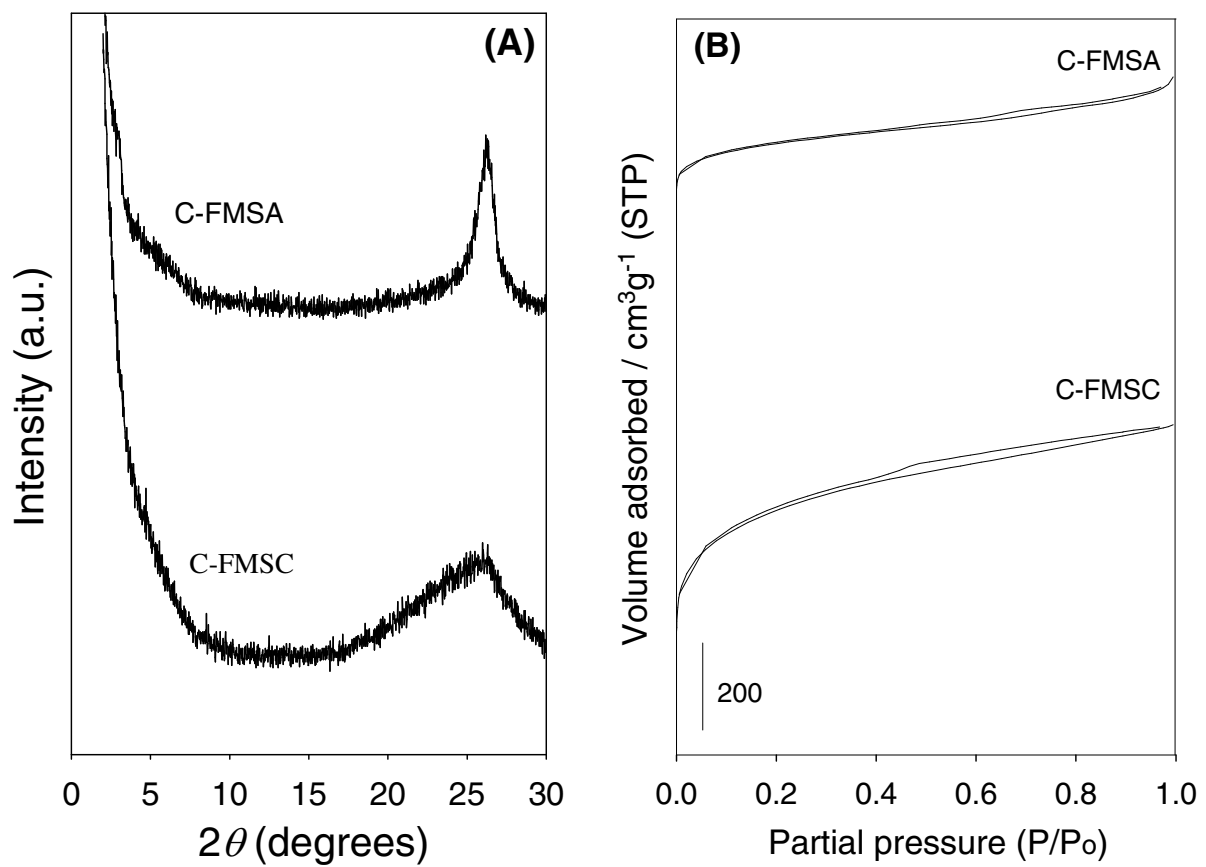 (A)
C-FMSA
C-FMSC
Intensity (a.u.)
0 5 10 15 20 25 30
2θ (degrees)
(B)
C-FMSA
C-FMSC
200
Volume adsorbed / cm³g⁻¹ (STP)
0.0 0.2 0.4 0.6 0.8 1.0
Partial pressure (P/Po)